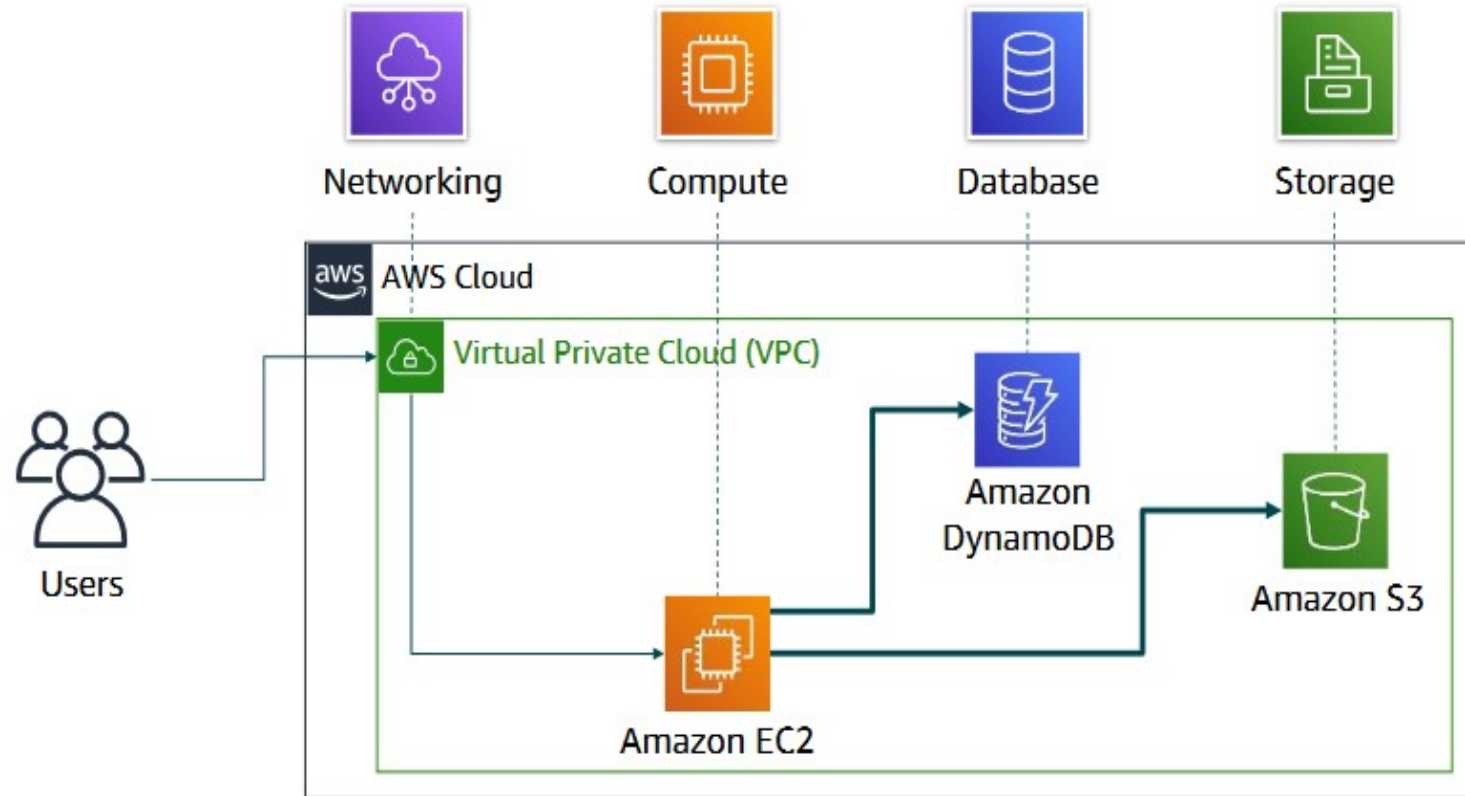 Networking
Compute
Database
Storage
aws
AWS Cloud
Virtual Private Cloud (VPC)
Amazon
DynamoDB
Users
Amazon S3
Amazon EC2